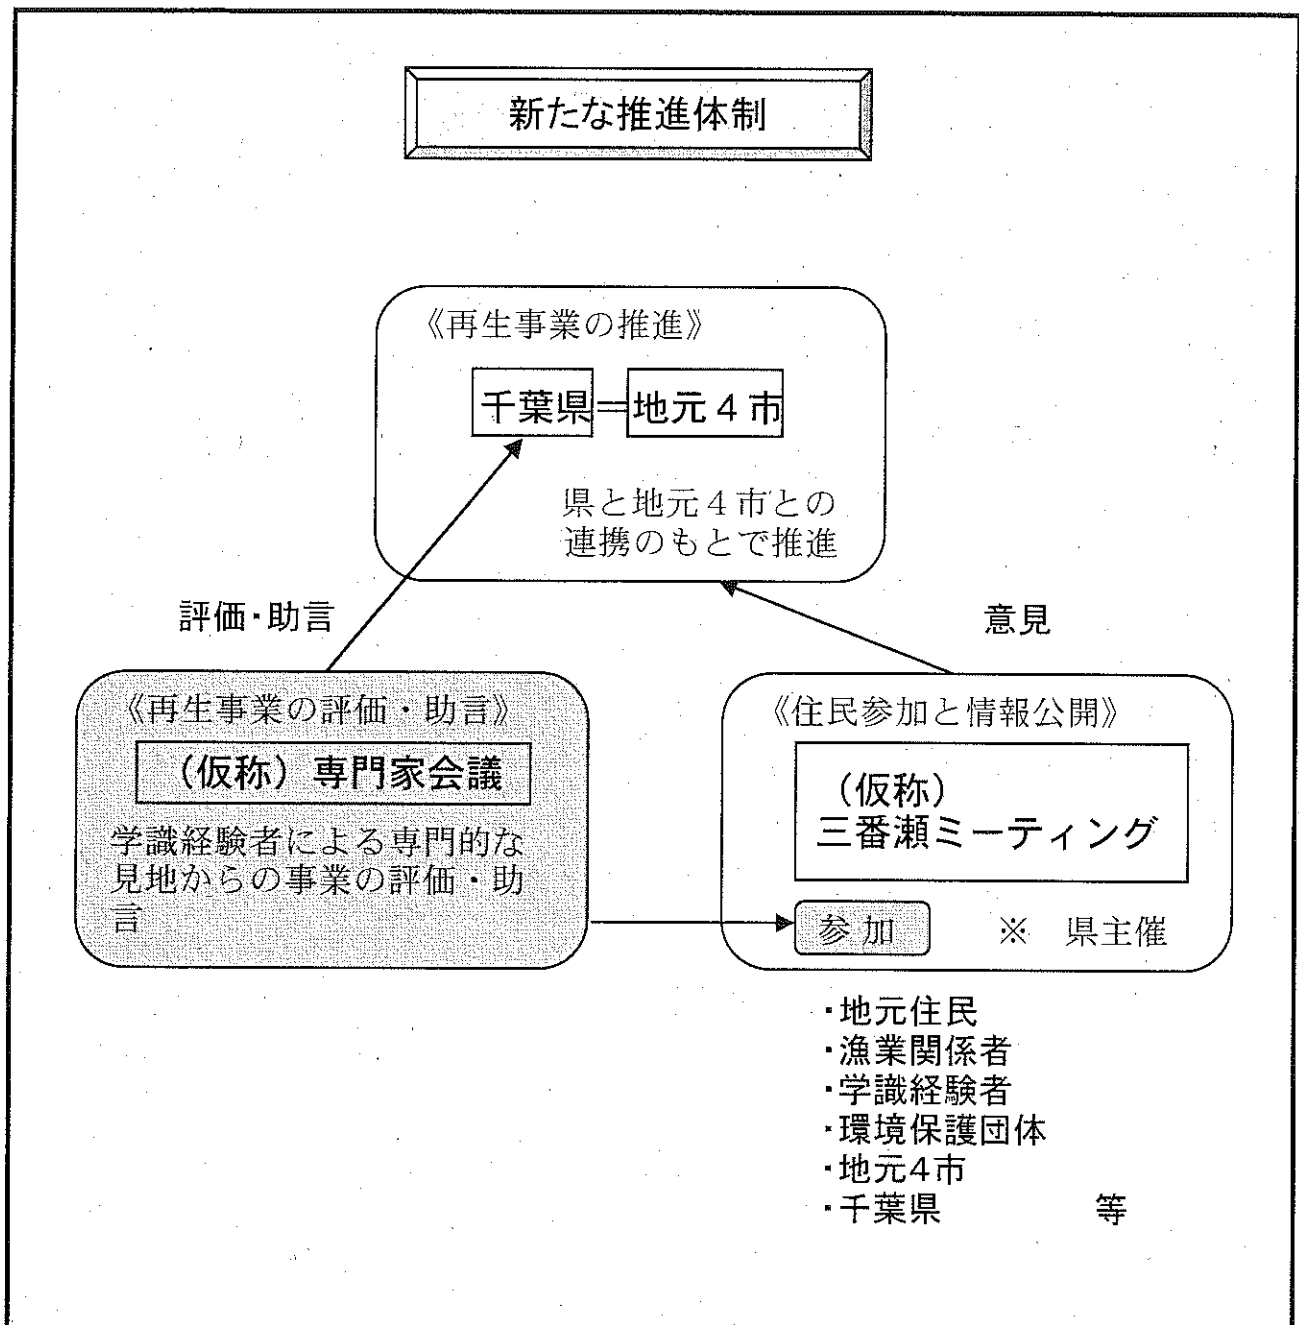 新たな推進体制
《再生事業の推進》
千葉県＝地元４市
県と地元４市との
連携のもとで推進
評価・助言
意見
《再生事業の評価・助言》
（仮称）専門家会議
学識経験者による専門的な
見地からの事業の評価・助
言
《住民参加と情報公開》
（仮称）
三番瀬ミーティング
参加 ※ 県主催
・地元住民
・漁業関係者
・学識経験者
・環境保護団体
・地元4市
・千葉県 等